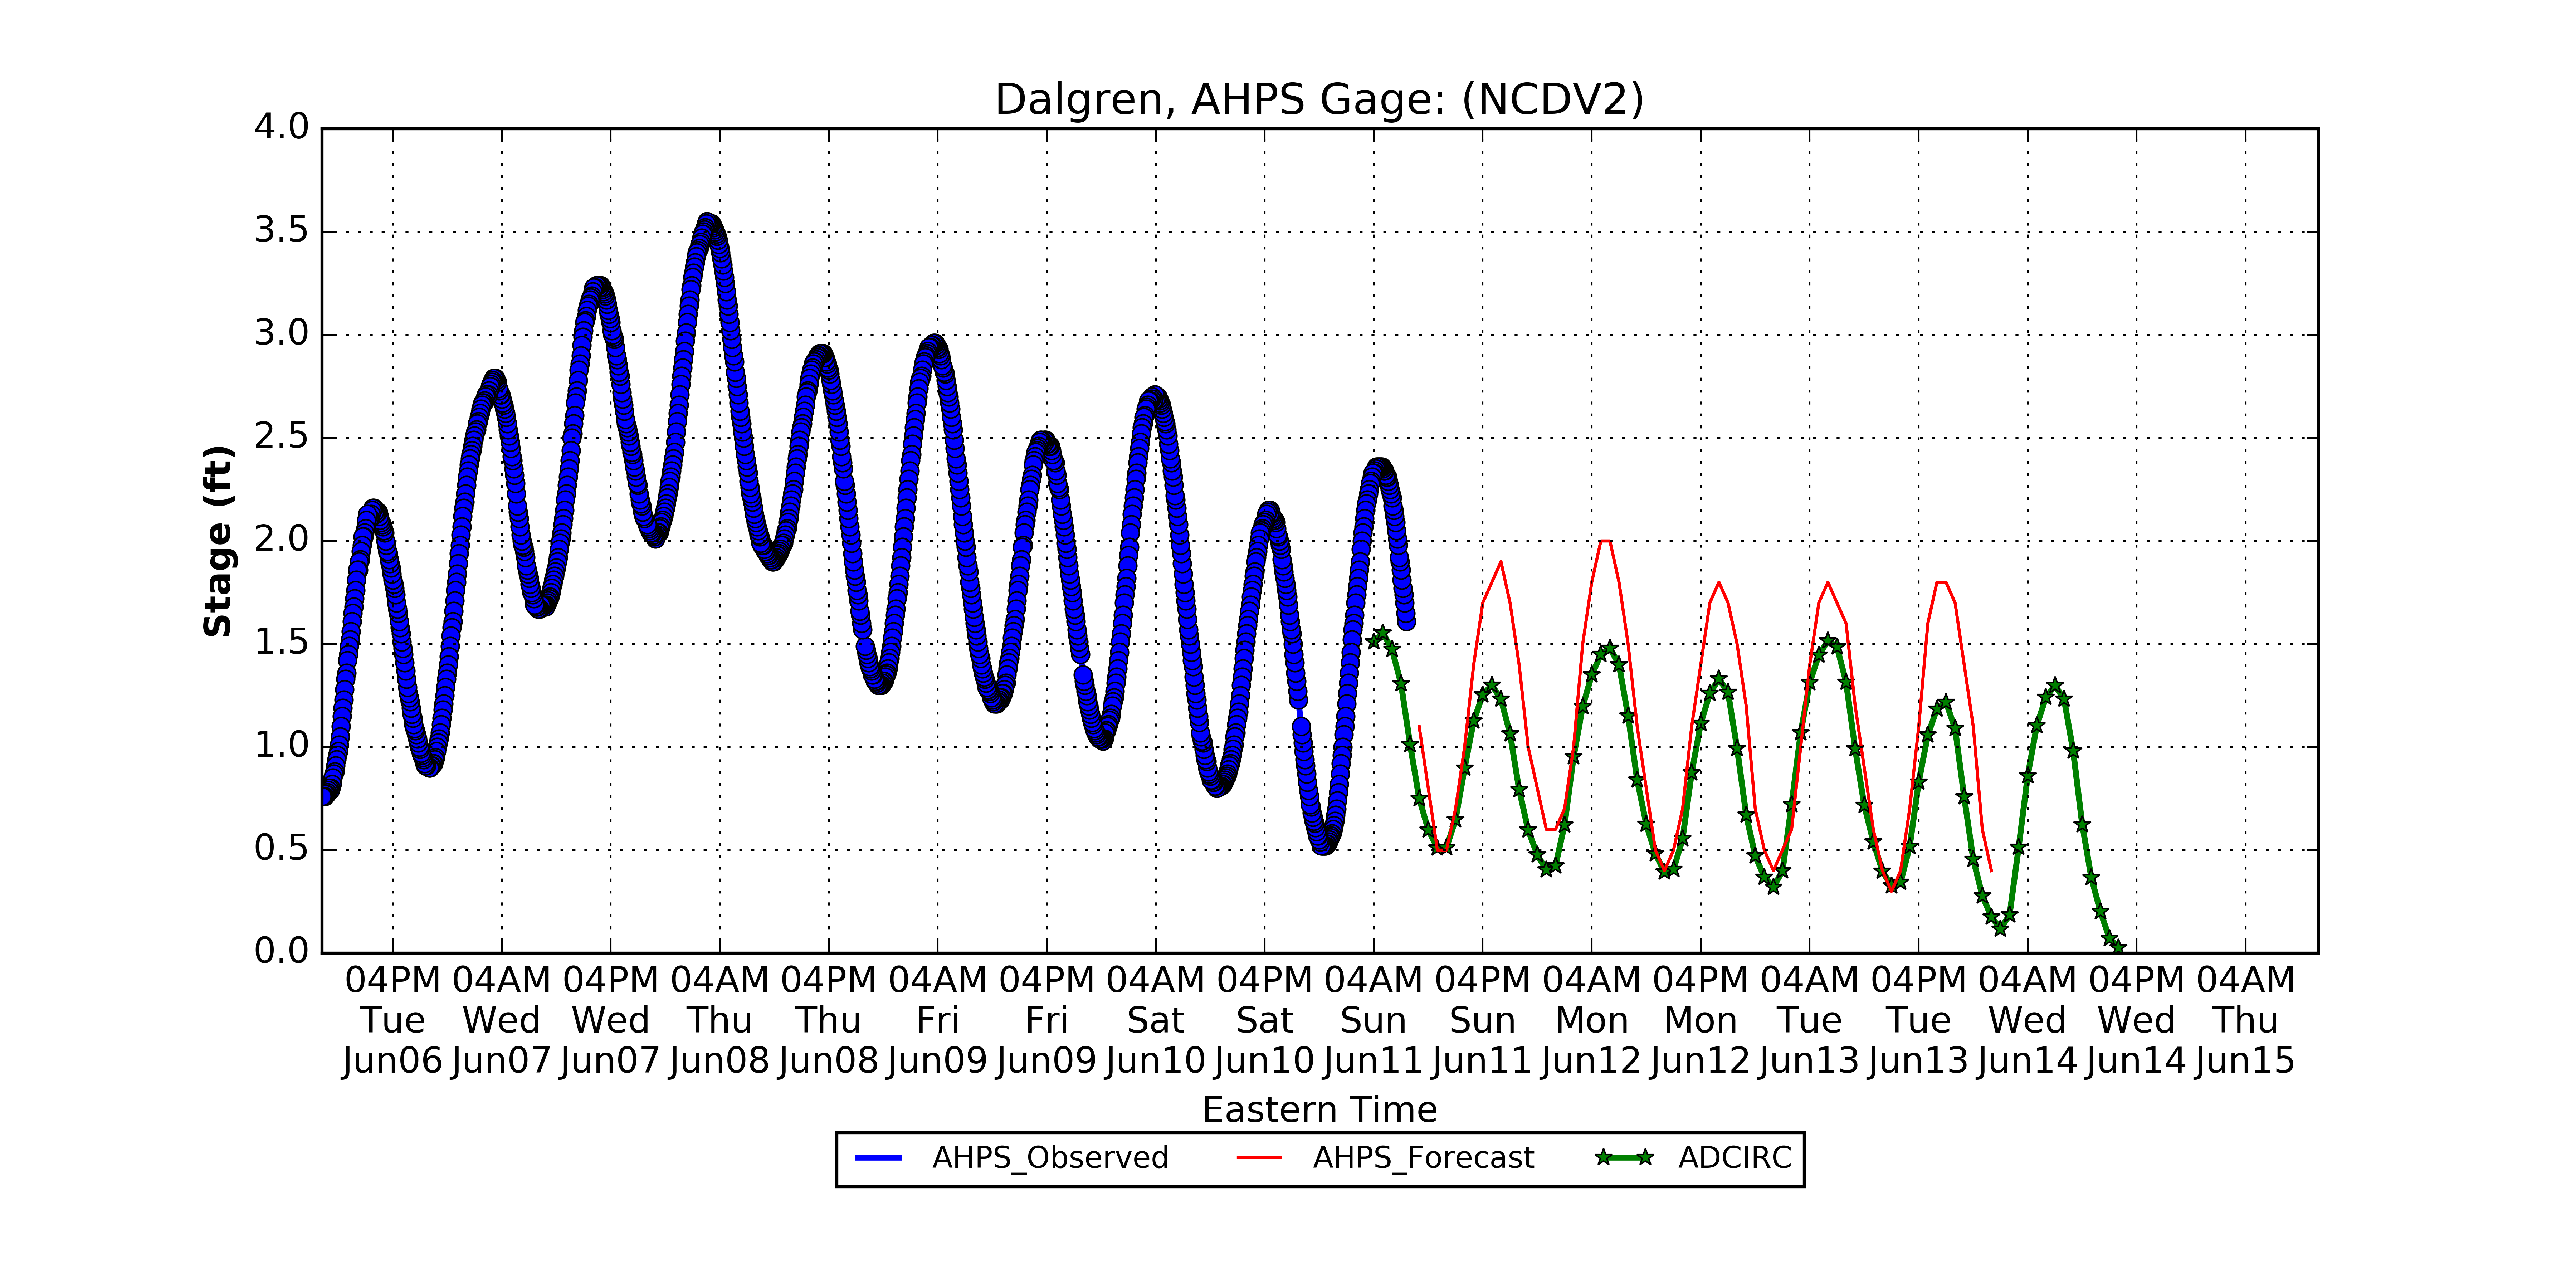 Dalgren, AHPS Gage: (NCDV2)
4.0
3.5
3.0
2.5
2.0
1.5
1.0
0.5
0.0
Stage (ft)
04PM 04AM 04PM 04AM 04PM 04AM 04PM 04AM 04PM 04AM 04PM 04AM 04PM 04AM 04PM 04AM 04PM 04AM
Tue Wed Wed Thu Thu Fri Fri Sat Sat Sun Sun Mon Mon Tue Tue Wed Wed Thu
Jun06 Jun07 Jun07 Jun08 Jun08 Jun09 Jun09 Jun10 Jun10 Jun11 Jun11 Jun12 Jun12 Jun13 Jun13 Jun14 Jun14 Jun15
Eastern Time
AHPS_Observed AHPS_Forecast ADCIRC